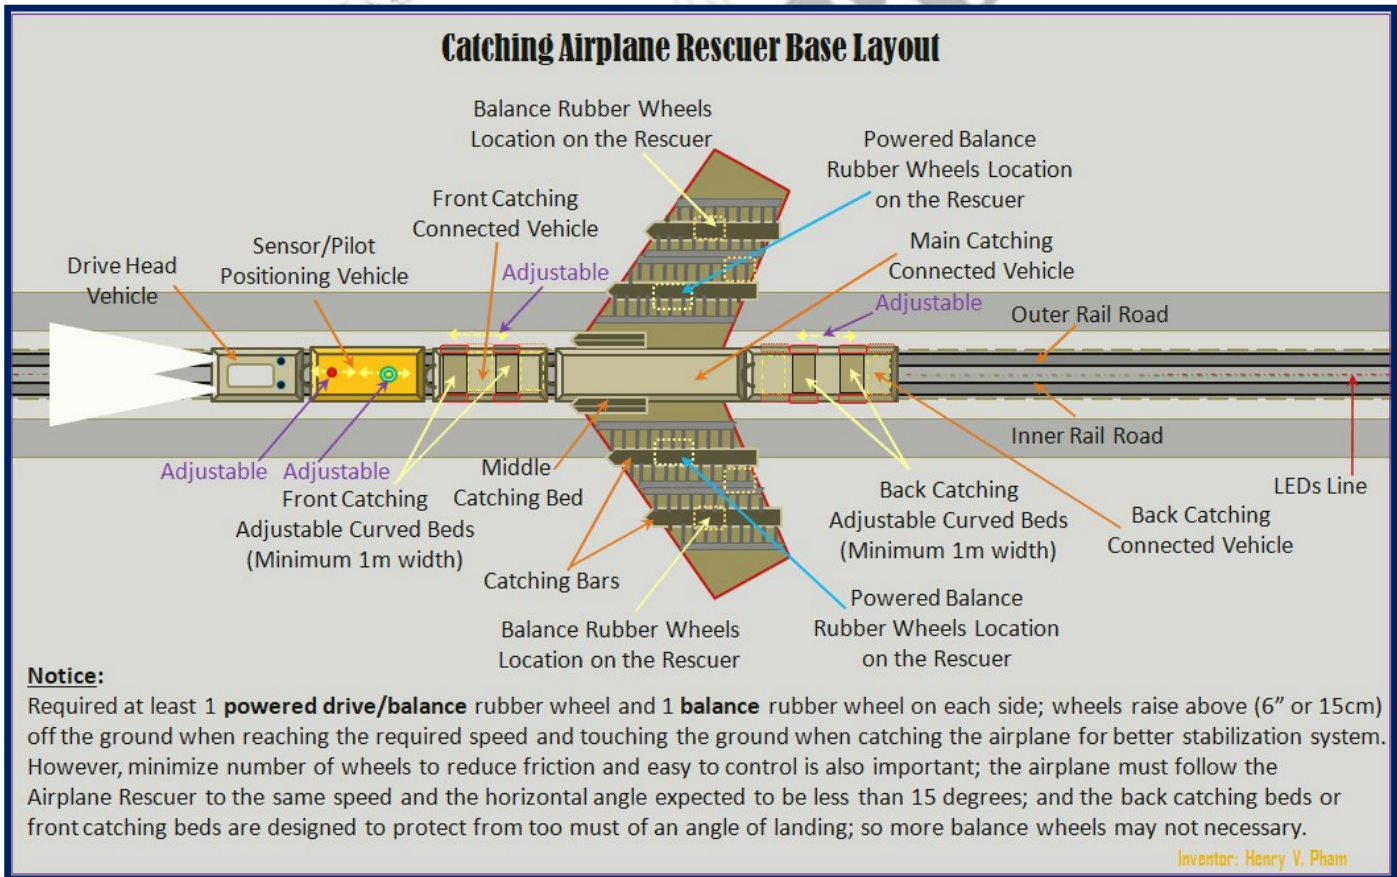 Catching Airplane Rescuer Base Layout
Balance Rubber Wheels
Location on the Rescuer
Powered Balance
Rubber Wheels Location
on the Rescuer
Front Catching
Connected Vehicle
Main Catching
Connected Vehicle
Sensor/Pilot
Positioning Vehicle
Drive Head
Vehicle
Adjustable
Adjustable
Outer Rail Road
Inner Rail Road
LEDs Line
Adjustable
Adjustable
Front Catching
Adjustable Curved Beds
(Minimum 1m width)
Middle
Catching Bed
Catching Bars
Back Catching
Adjustable Curved Beds
(Minimum 1m width)
Back Catching
Connected Vehicle
Balance Rubber Wheels
Location on the Rescuer
Powered Balance
Rubber Wheels Location
on the Rescuer
Notice:
Required at least 1 powered drive/balance rubber wheel and 1 balance rubber wheel on each side; wheels raise above (6” or 15cm)
off the ground when reaching the required speed and touching the ground when catching the airplane for better stabilization system.
However, minimize number of wheels to reduce friction and easy to control is also important; the airplane must follow the
Airplane Rescuer to the same speed and the horizontal angle expected to be less than 15 degrees; and the back catching beds or
front catching beds are designed to protect from too must of an angle of landing; so more balance wheels may not necessary.
Inventor: Henry V. Pham